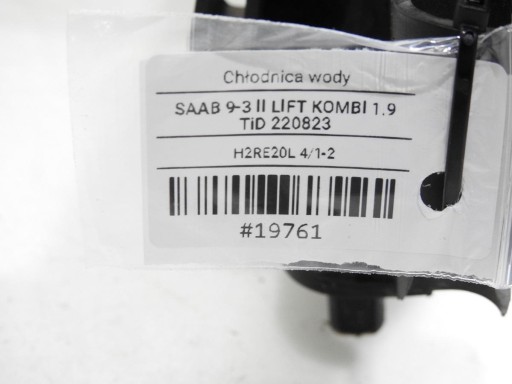 Chłodnica wody
SAAB 9-3 II LIFT KOMBI 1.9
TiD 220823
H2RE20L 4/1-2
#19761